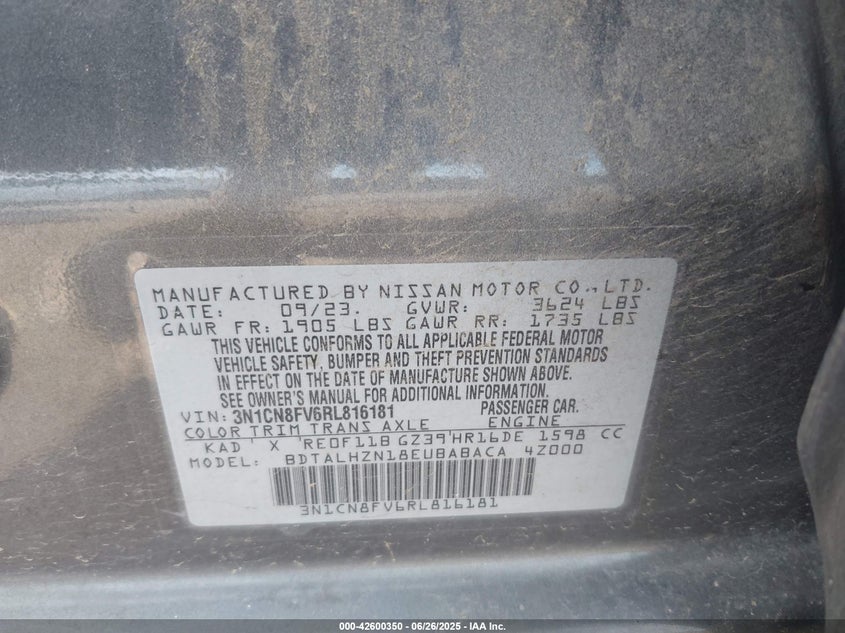 MANUFACTURED BY NISSAN MOTOR CO., LTD.
DATE: 09/23. GVWR: 3624 LBS
GAWR FR: 1905 LBS GAWR RR: 1735 LBS
THIS VEHICLE CONFORMS TO ALL APPLICABLE FEDERAL MOTOR
VEHICLE SAFETY, BUMPER AND THEFT PREVENTION STANDARDS
IN EFFECT ON THE DATE OF MANUFACTURE SHOWN ABOVE.
SEE OWNER'S MANUAL FOR ADDITIONAL INFORMATION.
VIN: 3N1CN8FV6RL816181 PASSENGER CAR.
COLOR TRIM TRANS AXLE ENGINE
KAD X RE0F11B GZ39 HR16DE 1598 CC
MODEL: BDTALHZN18EUBABACA 4Z000
3N1CN8FV6RL816181
000-42600350 - 06/26/2025 - IAA Inc.